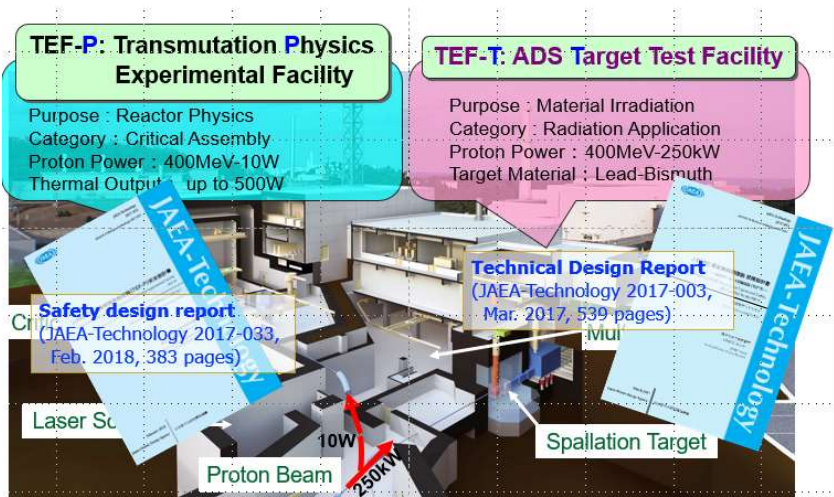 TEF-P: Transmutation Physics
Experimental Facility
Purpose : Reactor Physics
Category : Critical Assembly
Proton Power : 400MeV-10W
Thermal Output : up to 500W
TEF-T: ADS Target Test Facility
Purpose : Material Irradiation
Category : Radiation Application
Proton Power : 400MeV-250kW
Target Material : Lead-Bismuth
JAEA-Technology
Safety design report
(JAEA-Technology 2017-033,
Feb. 2018, 383 pages)
JAEA-Technology
Technical Design Report
(JAEA-Technology 2017-003,
Mar. 2017, 539 pages)
Laser
Spallation Target
Proton Beam
10W
250kW